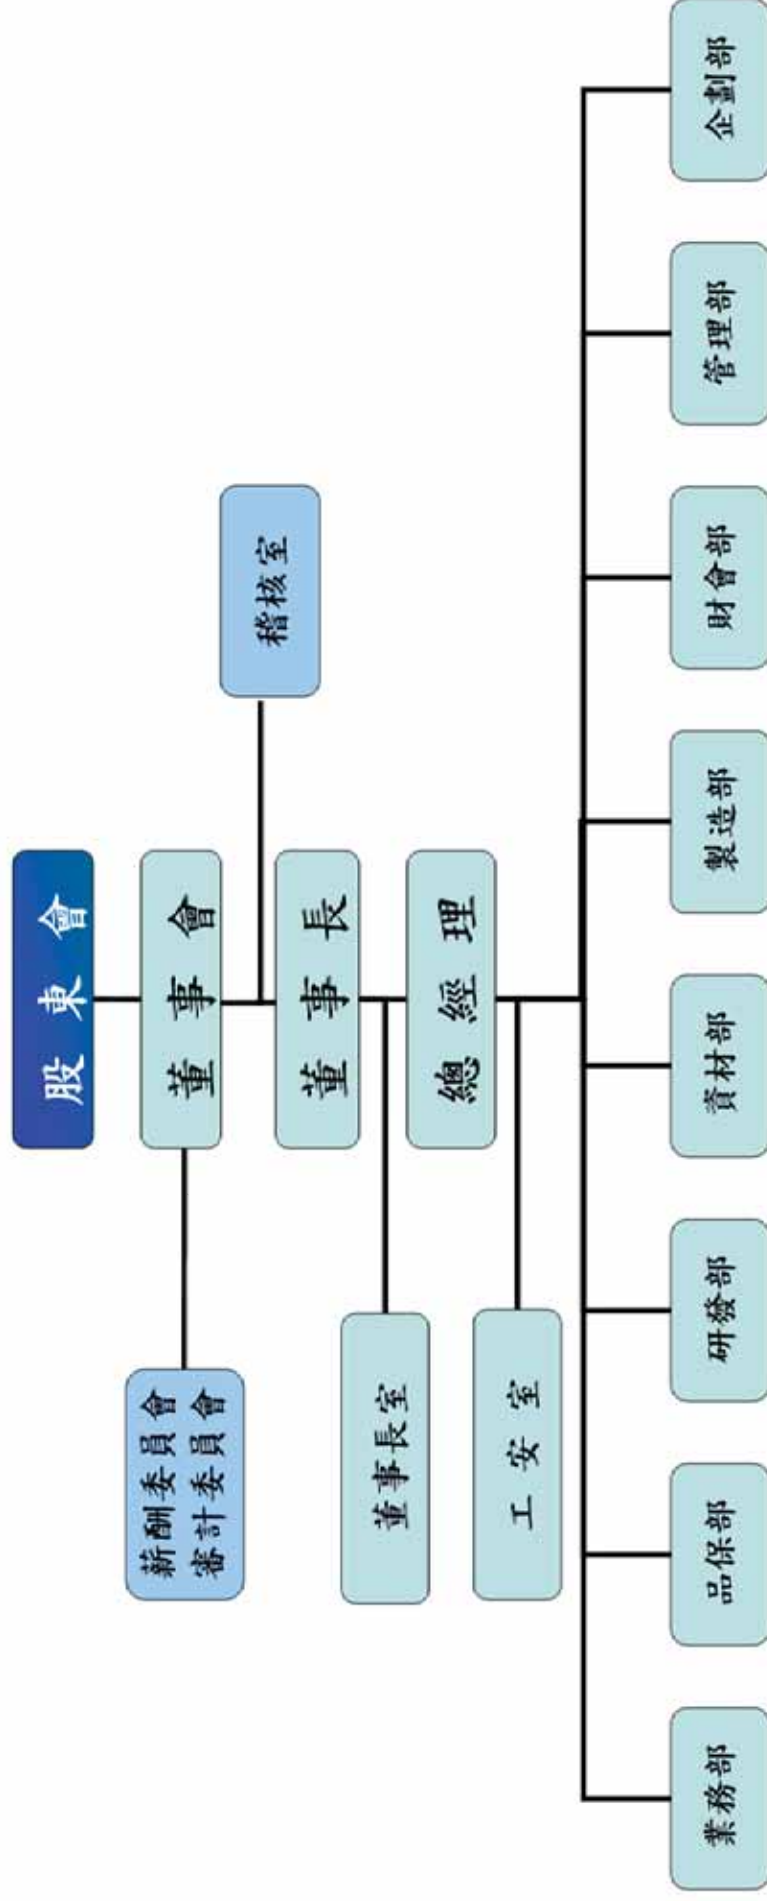 股東會
董事會
薪酬委員會
審計委員會
稽核室
董事長
董事長室
總經理
工安室
業務部
品保部
研發部
資材部
製造部
財會部
管理部
企劃部